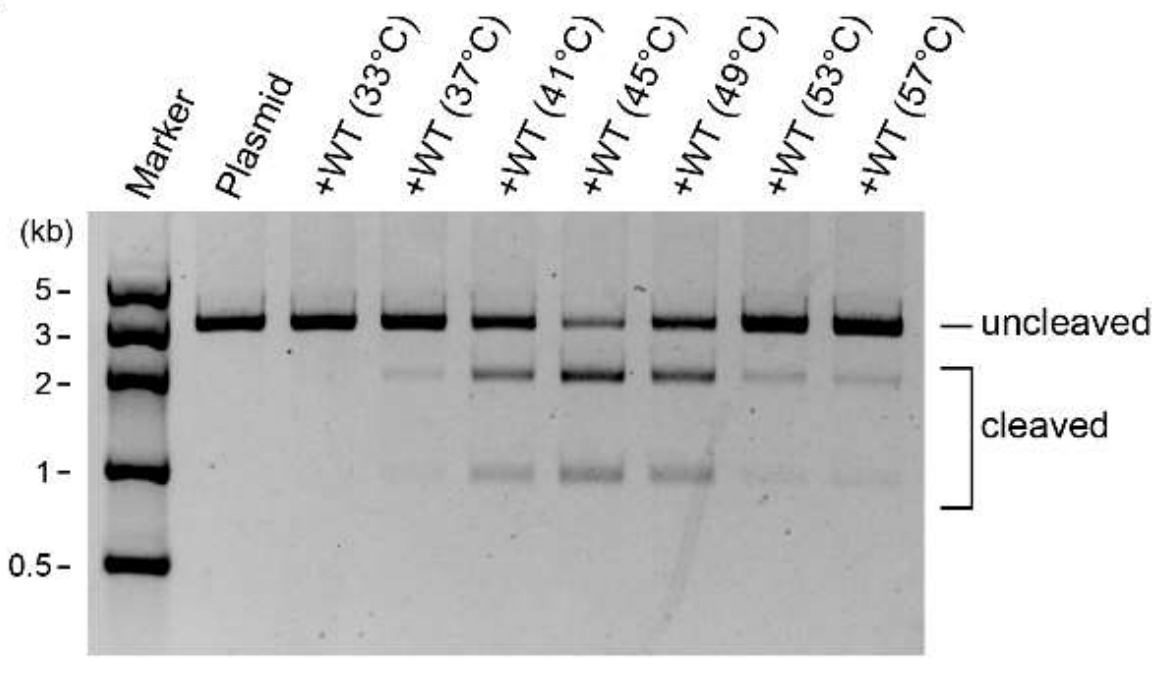 Marker
Plasmid
+WT (33°C)
+WT (37°C)
+WT (41°C)
+WT (45°C)
+WT (49°C)
+WT (53°C)
+WT (57°C)
(kb)
5-
3-
2-
1-
0.5-
uncleaved
cleaved